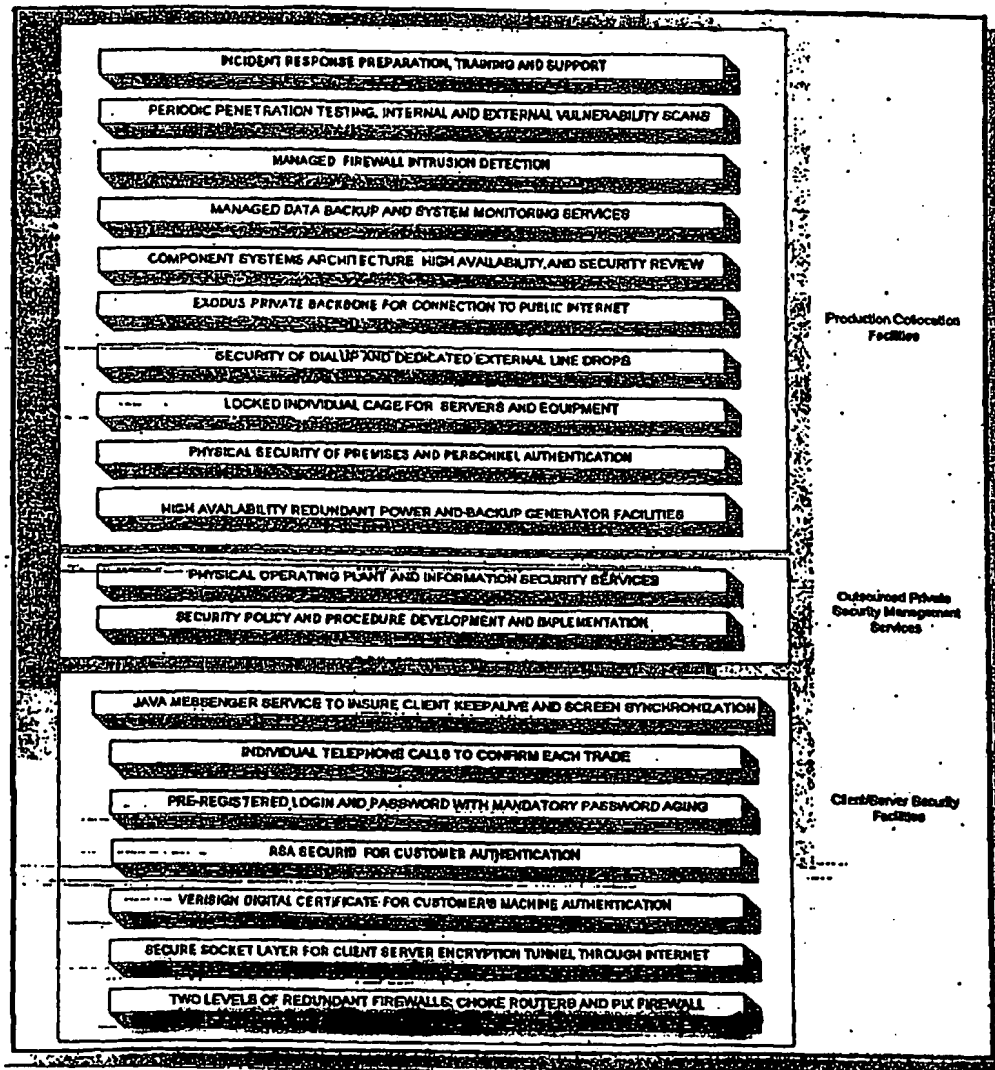 INCIDENT RESPONSE PREPARATION, TRAINING AND SUPPORT
PERIODIC PENETRATION TESTING, INTERNAL AND EXTERNAL VULNERABILITY SCANS
MANAGED FIREWALL INTRUSION DETECTION
MANAGED DATA BACKUP AND SYSTEM MONITORING SERVICES
COMPONENT SYSTEMS ARCHITECTURE HIGH AVAILABILITY, AND SECURITY REVIEW
EXODUS PRIVATE BACKBONE FOR CONNECTION TO PUBLIC INTERNET
Production Collocation
Facilities
SECURITY OF DIALUP AND DEDICATED EXTERNAL LINE DROPS
LOCKED INDIVIDUAL CAGE FOR SERVERS AND EQUIPMENT
PHYSICAL SECURITY OF PREMISES AND PERSONNEL AUTHENTICATION
HIGH AVAILABILITY REDUNDANT POWER AND BACKUP GENERATOR FACILITIES
PHYSICAL OPERATING PLANT AND INFORMATION SECURITY SERVICES
SECURITY POLICY AND PROCEDURE DEVELOPMENT AND IMPLEMENTATION
Outsourced Private
Security Management
Services
JAVA MESSENGER SERVICE TO INSURE CLIENT KEEPALIVE AND SCREEN SYNCHRONIZATION
INDIVIDUAL TELEPHONE CALLS TO CONFIRM EACH TRADE
PRE-REGISTERED LOGIN AND PASSWORD WITH MANDATORY PASSWORD AGING
Client/Server Security
Facilities
RSA SECURID FOR CUSTOMER AUTHENTICATION
VERISIGN DIGITAL CERTIFICATE FOR CUSTOMER'S MACHINE AUTHENTICATION
SECURE SOCKET LAYER FOR CLIENT SERVER ENCRYPTION TUNNEL THROUGH INTERNET
TWO LEVELS OF REDUNDANT FIREWALLS; CHOKE ROUTERS AND PIX FIREWALL